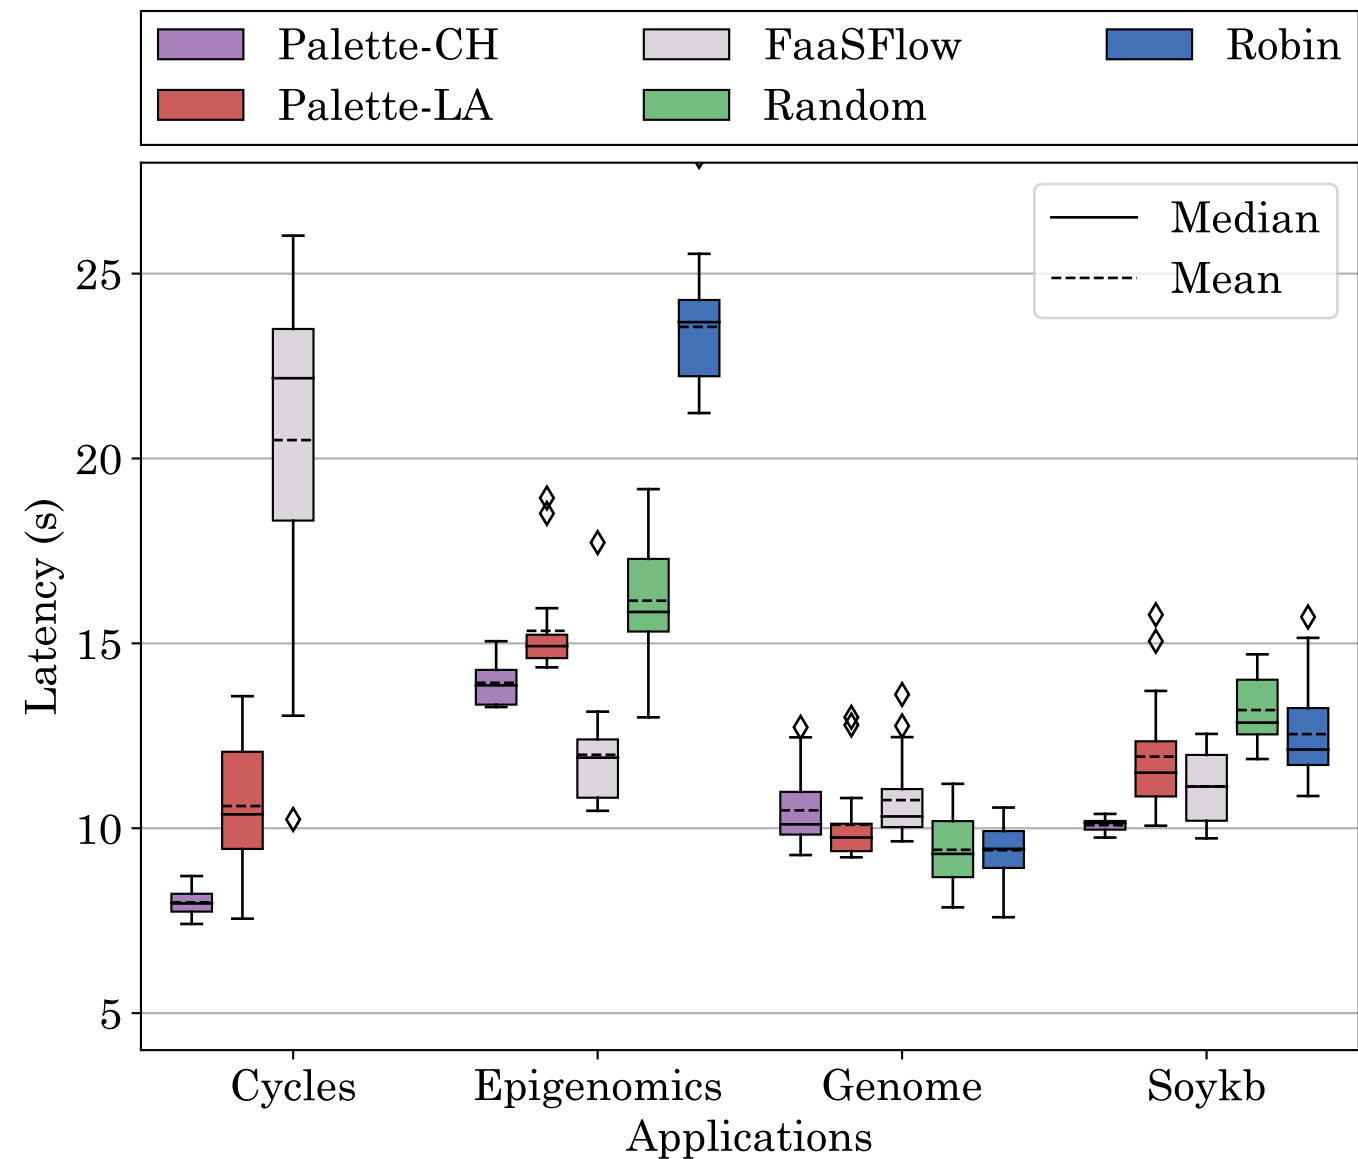 Palette-CH FaaSFlow Robin
Palette-LA Random
Median
Mean
25
20
15
10
5
Latency (s)
Cycles Epigenomics Genome Soykb
Applications